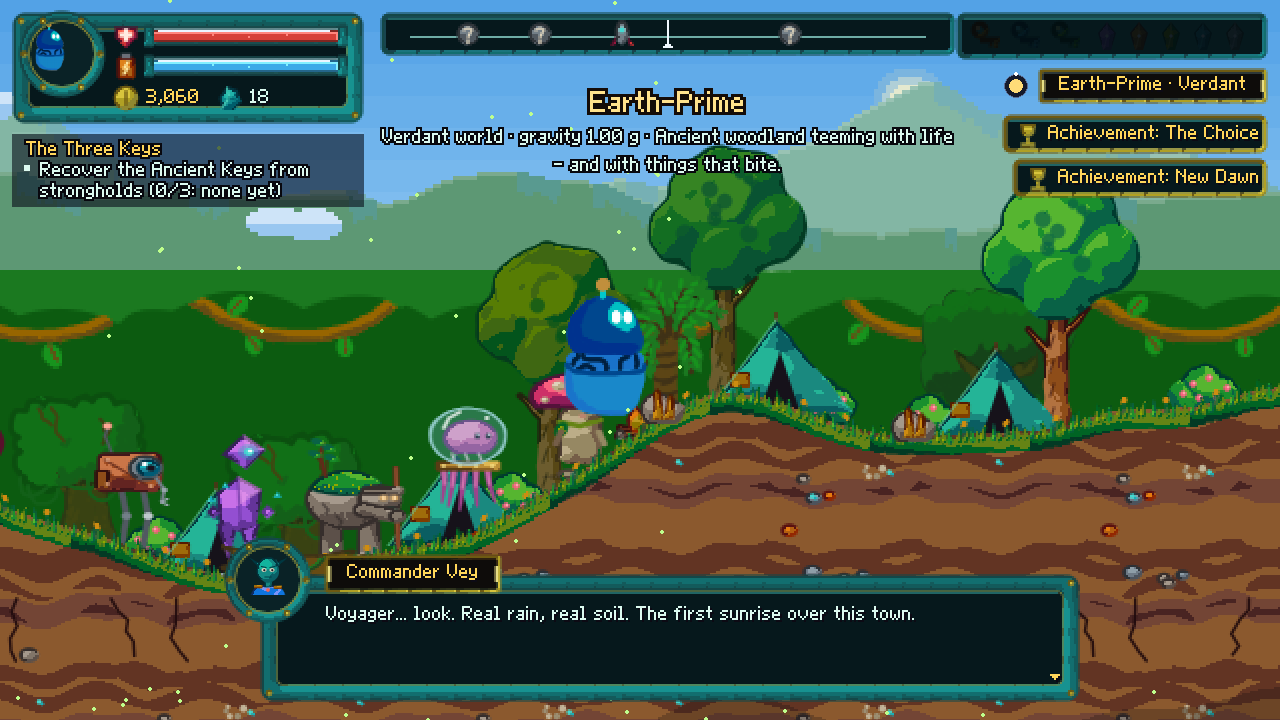 3,060
18
?
?
?
Earth-Prime · Verdant
Earth-Prime
Verdant world · gravity 1.00 g · Ancient woodland teeming with life
- and with things that bite.
Achievement: The Choice
Achievement: New Dawn
The Three Keys
Recover the Ancient Keys from
strongholds (0/3: none yet)
Commander Vey
Voyager... look. Real rain, real soil. The first sunrise over this town.